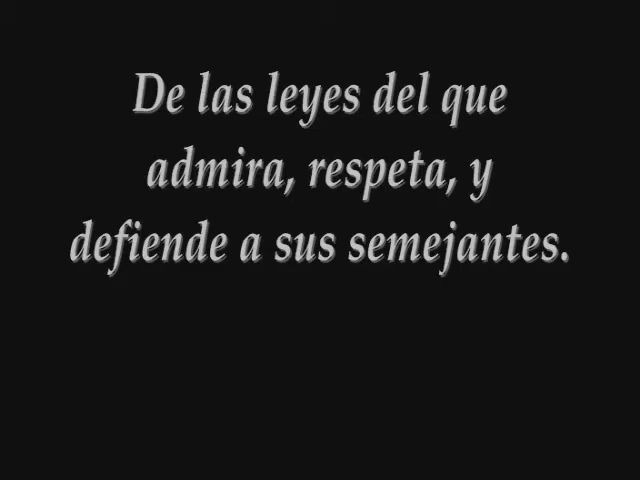 De las leyes del que
admira, respeta, y
defiende a sus semejantes.